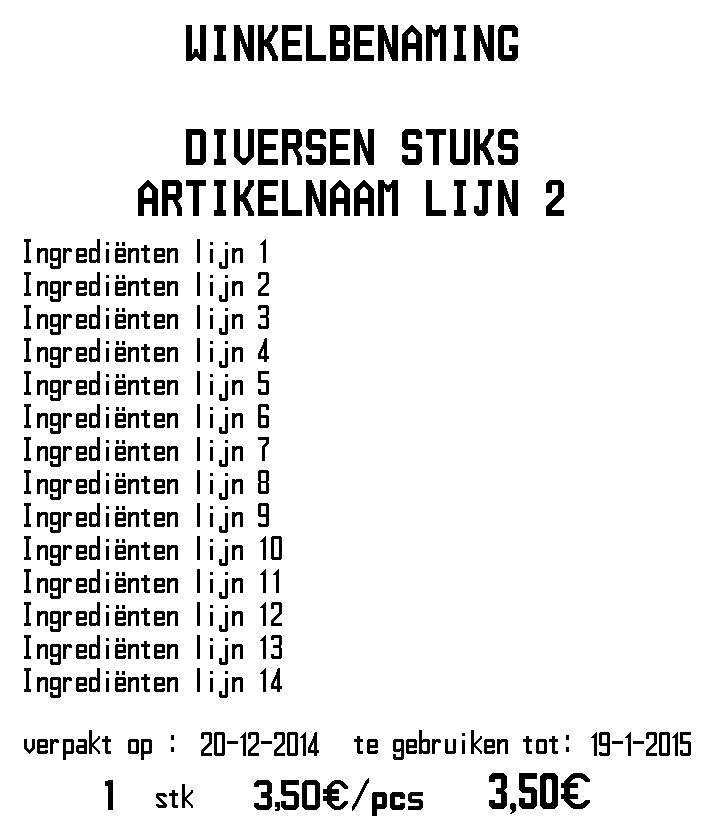 WINKELBENAMING
DIVERSEN STUKS
ARTIKELNAAM LIJN 2
Ingrediënten lijn 1
Ingrediënten lijn 2
Ingrediënten lijn 3
Ingrediënten lijn 4
Ingrediënten lijn 5
Ingrediënten lijn 6
Ingrediënten lijn 7
Ingrediënten lijn 8
Ingrediënten lijn 9
Ingrediënten lijn 10
Ingrediënten lijn 11
Ingrediënten lijn 12
Ingrediënten lijn 13
Ingrediënten lijn 14
verpakt op : 20-12-2014 te gebruiken tot: 19-1-2015
1 stk 3,50€/pcs 3,50€